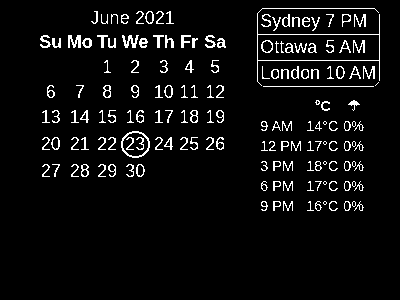 June 2021
Su Mo Tu We Th Fr Sa
1 2 3 4 5
6 7 8 9 10 11 12
13 14 15 16 17 18 19
20 21 22 23 24 25 26
27 28 29 30
Sydney 7 PM
Ottawa 5 AM
London 10 AM
°C ☂
9 AM 14°C 0%
12 PM 17°C 0%
3 PM 18°C 0%
6 PM 17°C 0%
9 PM 16°C 0%